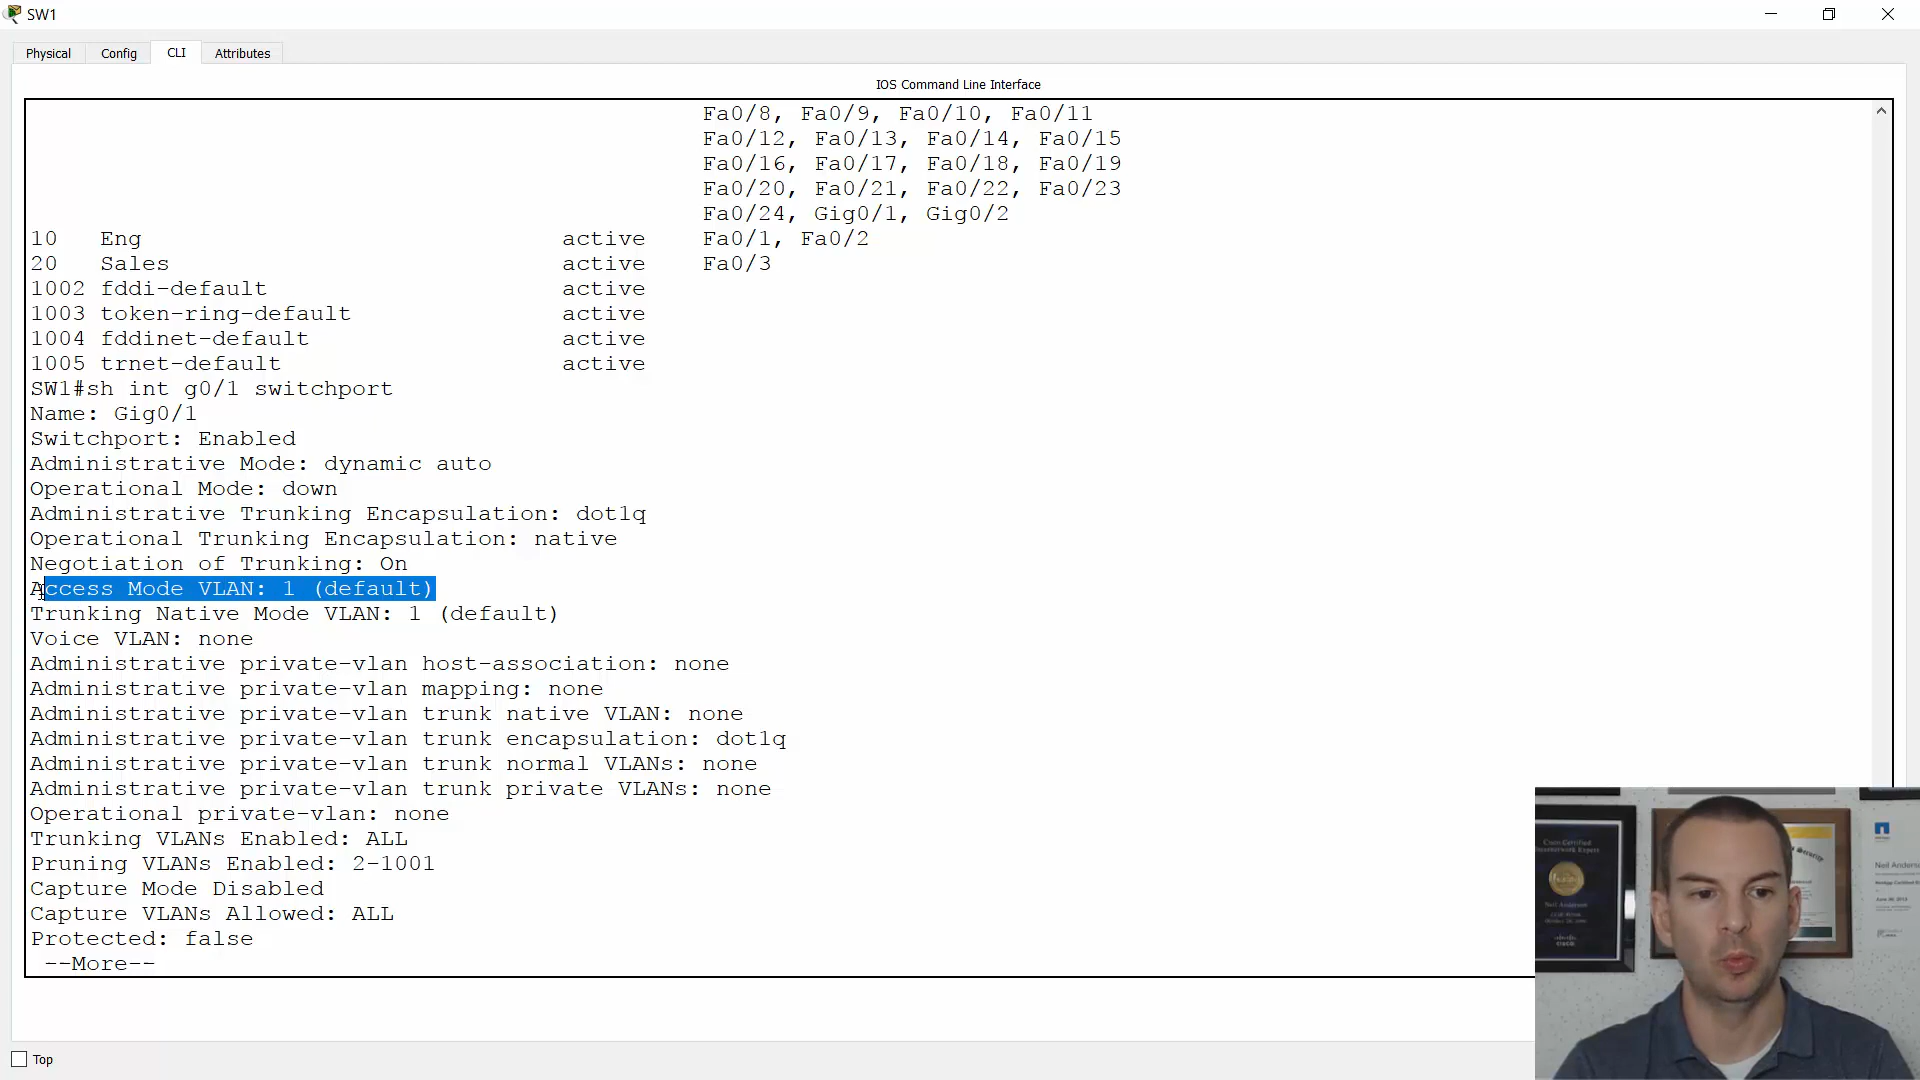 SW1
Physical
Config
CLI
Attributes
IOS Command Line Interface
Fa0/8, Fa0/9, Fa0/10, Fa0/11
Fa0/12, Fa0/13, Fa0/14, Fa0/15
Fa0/16, Fa0/17, Fa0/18, Fa0/19
Fa0/20, Fa0/21, Fa0/22, Fa0/23
Fa0/24, Gig0/1, Gig0/2
10 Eng active Fa0/1, Fa0/2
20 Sales active Fa0/3
1002 fddi-default active
1003 token-ring-default active
1004 fddinet-default active
1005 trnet-default active
SW1#sh int g0/1 switchport
Name: Gig0/1
Switchport: Enabled
Administrative Mode: dynamic auto
Operational Mode: down
Administrative Trunking Encapsulation: dot1q
Operational Trunking Encapsulation: native
Negotiation of Trunking: On
Access Mode VLAN: 1 (default)
Trunking Native Mode VLAN: 1 (default)
Voice VLAN: none
Administrative private-vlan host-association: none
Administrative private-vlan mapping: none
Administrative private-vlan trunk native VLAN: none
Administrative private-vlan trunk encapsulation: dot1q
Administrative private-vlan trunk normal VLANs: none
Administrative private-vlan trunk private VLANs: none
Operational private-vlan: none
Trunking VLANs Enabled: ALL
Pruning VLANs Enabled: 2-1001
Capture Mode Disabled
Capture VLANs Allowed: ALL
Protected: false
--More--
Top